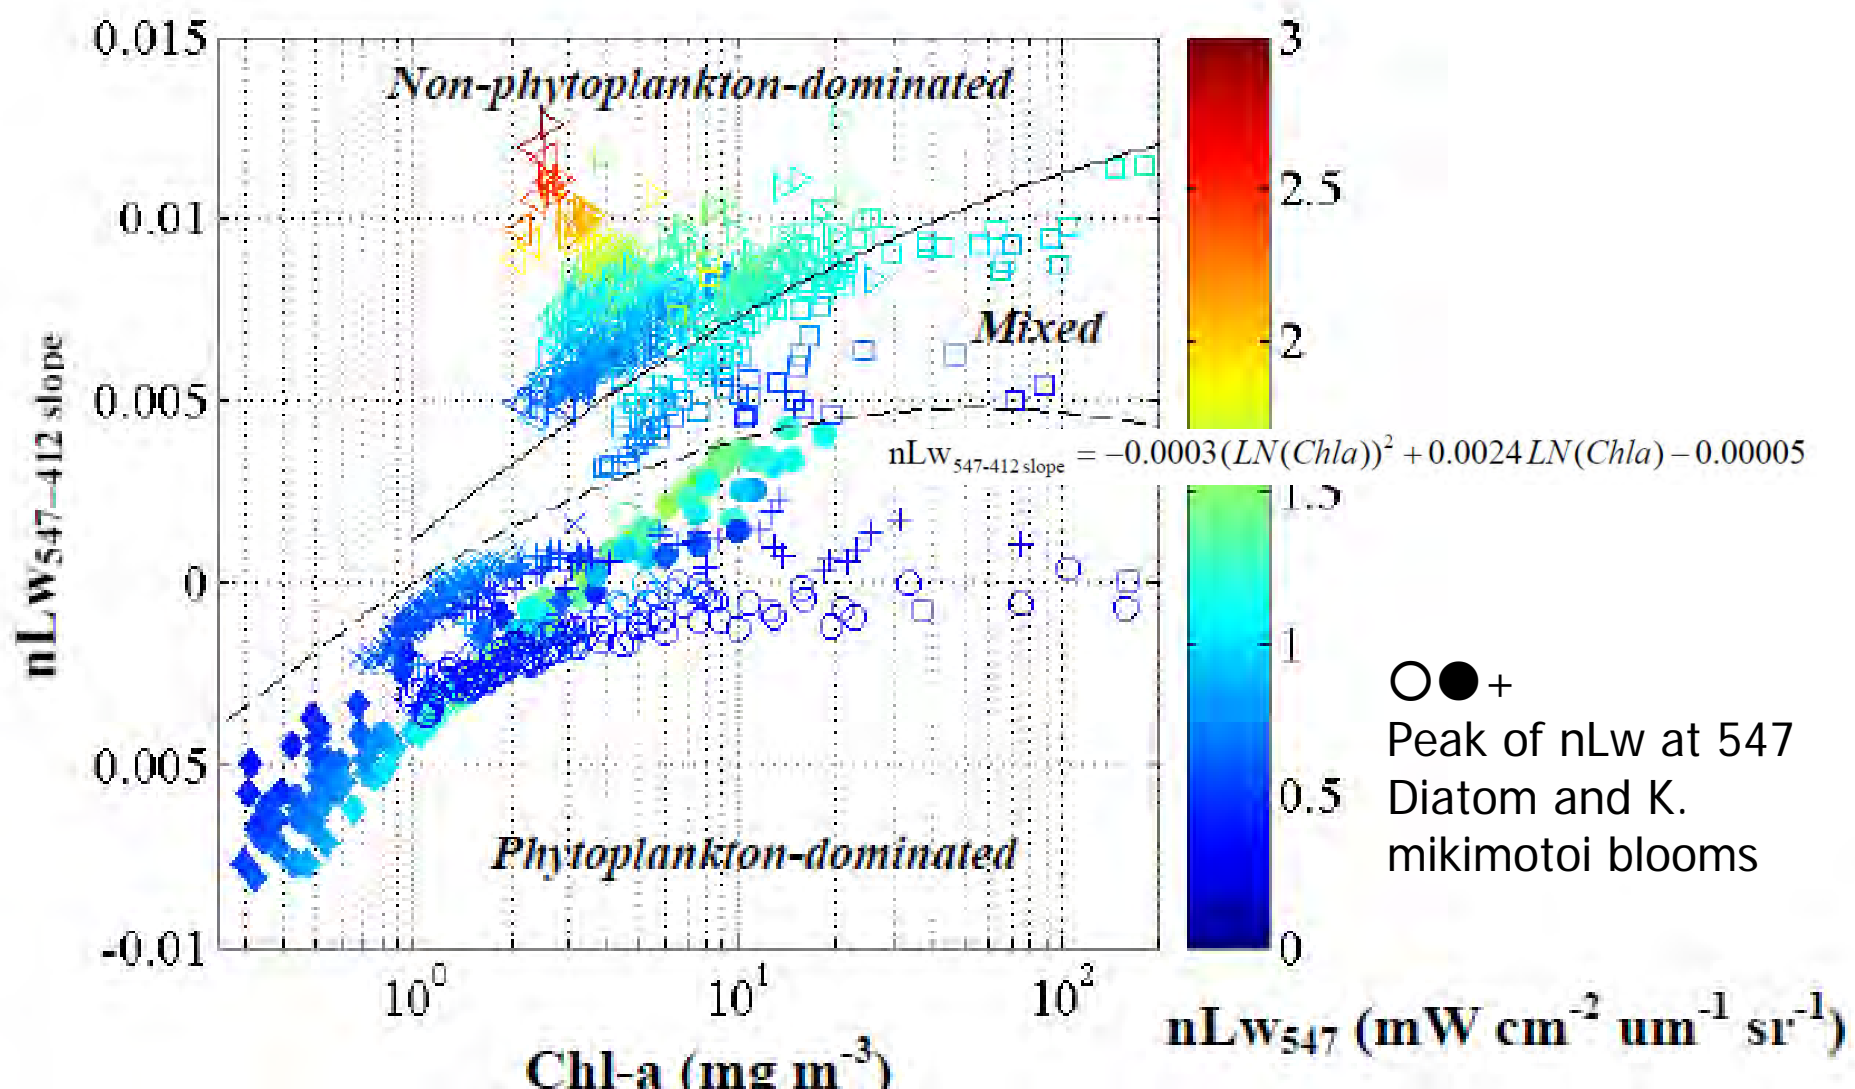 0.015
0.01
0.005
0
0.005
-0.01
nLw547–412 slope
Non-phytoplankton-dominated
Mixed
Phytoplankton-dominated
nLw547-412 slope = −0.0003(LN(Chla))² + 0.0024LN(Chla) − 0.00005
10⁰
10¹
10²
Chl-a (mg m⁻³)
3
2.5
2
1.5
1
0.5
0
nLw547 (mW cm⁻² um⁻¹ sr⁻¹)
○●+
Peak of nLw at 547
Diatom and K.
mikimotoi blooms